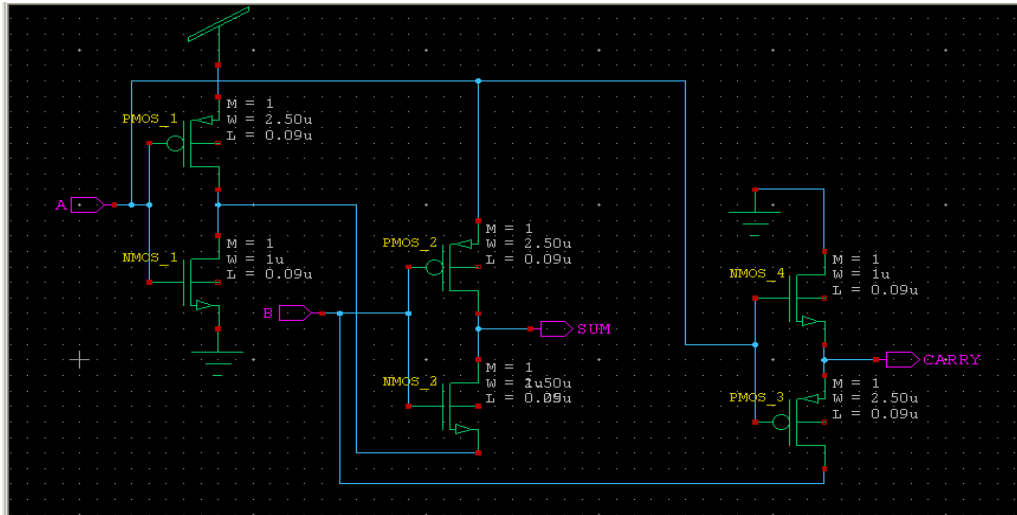 M = 1
W = 2.50u
L = 0.09u
PMOS_1
A
M = 1
W = 1u
L = 0.09u
NMOS_1
M = 1
W = 2.50u
L = 0.09u
PMOS_2
B
SUM
M = 1
L =
M = 1
W = 1u
L = 0.09u
NMOS_4
CARRY
M = 1
W = 2.50u
L = 0.09u
PMOS_3